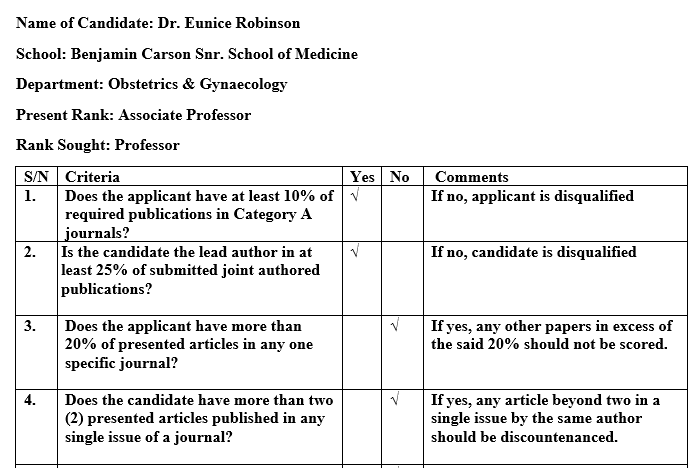 Name of Candidate: Dr. Eunice Robinson
School: Benjamin Carson Snr. School of Medicine
Department: Obstetrics & Gynaecology
Present Rank: Associate Professor
Rank Sought: Professor
S/N Criteria Yes No Comments
1. Does the applicant have at least 10% of √ If no, applicant is disqualified
required publications in Category A
journals?
2. Is the candidate the lead author in at √ If no, candidate is disqualified
least 25% of submitted joint authored
publications?
3. Does the applicant have more than √ If yes, any other papers in excess of
20% of presented articles in any one the said 20% should not be scored.
specific journal?
4. Does the candidate have more than two √ If yes, any article beyond two in a
(2) presented articles published in any single issue by the same author
single issue of a journal? should be discountenanced.